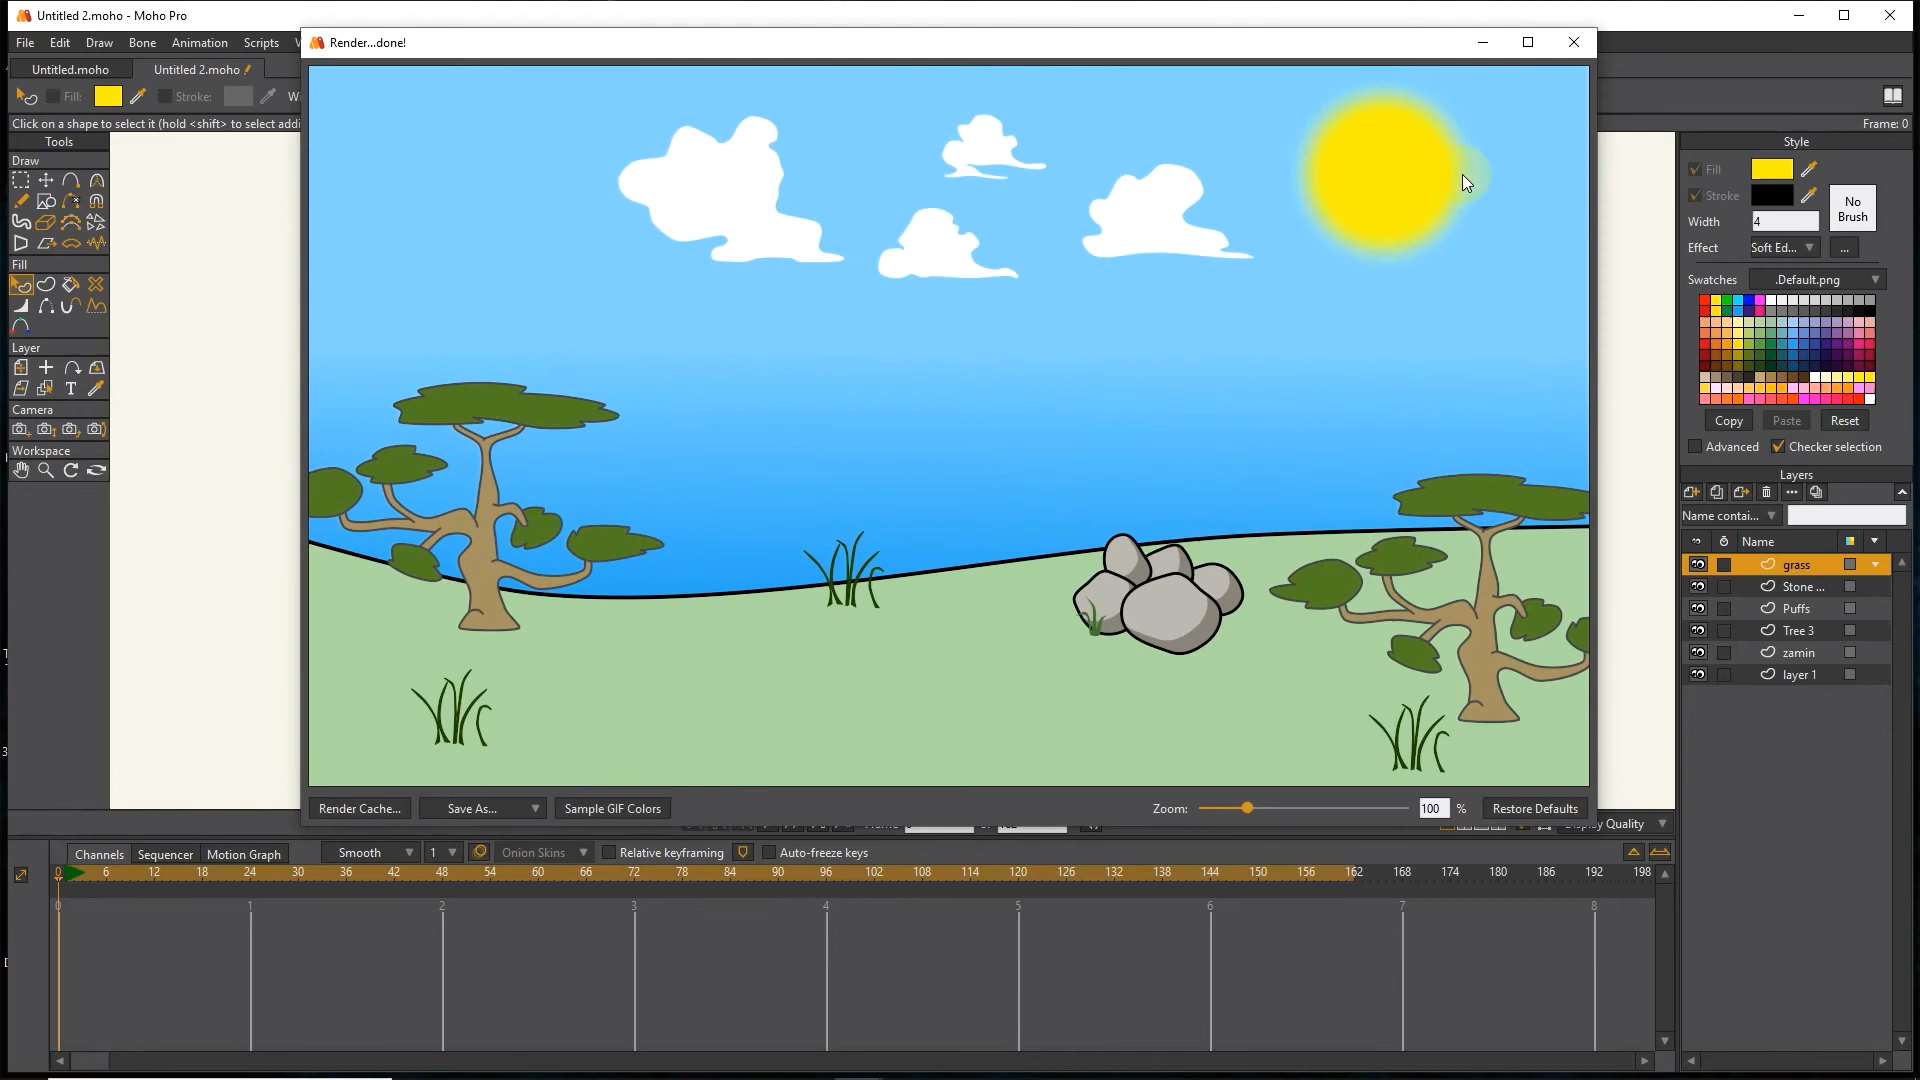 Untitled 2.moho - Moho Pro
File Edit Draw Bone Animation Scripts
Render...done!
Untitled.moho Untitled 2.moho
Fill: Stroke:
Click on a shape to select it (hold <shift> to select addi
Frame: 0
Tools
Draw
Fill
Layer
T
Camera
Workspace
Style
Fill
Stroke
No
Brush
Width 4
Effect Soft Ed... ...
Swatches .Default.png
Copy Paste Reset
Advanced Checker selection
Layers
Name contai...
Name
grass
Stone ...
Puffs
Tree 3
zamin
layer 1
Render Cache... Save As... Sample GIF Colors Zoom: 100 % Restore Defaults
Display Quality
Channels Sequencer Motion Graph Smooth 1 Onion Skins Relative keyframing Auto-freeze keys
0 6 12 18 24 30 36 42 48 54 60 66 72 78 84 90 96 102 108 114 120 126 132 138 144 150 156 162 168 174 180 186 192 198
0 1 2 3 4 5 6 7 8